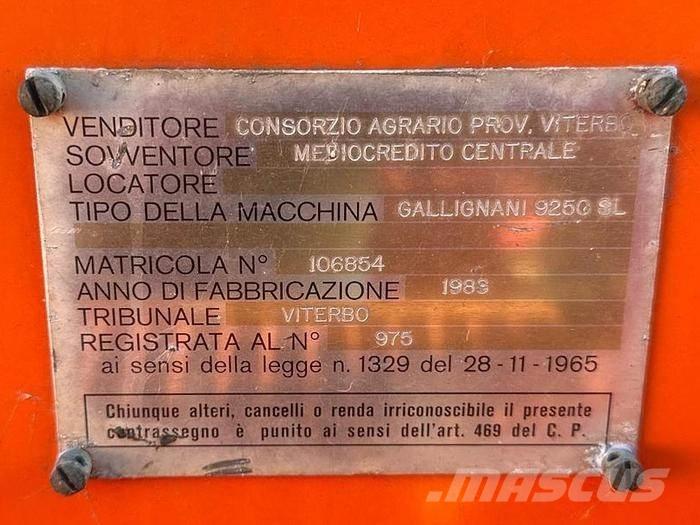 VENDITORE CONSORZIO AGRARIO PROV. VITERBO
SOVVENTORE MEDIOCREDITO CENTRALE
LOCATORE
TIPO DELLA MACCHINA GALLIGNANI 9250 SL
MATRICOLA N° 106854
ANNO DI FABBRICAZIONE 1983
TRIBUNALE VITERBO
REGISTRATA AL N° 975
ai sensi della legge n. 1329 del 28-11-1965
Chiunque alteri, cancelli o renda irriconoscibile il presente
contrassegno è punito ai sensi dell'art. 469 del C. P.
MASCUS